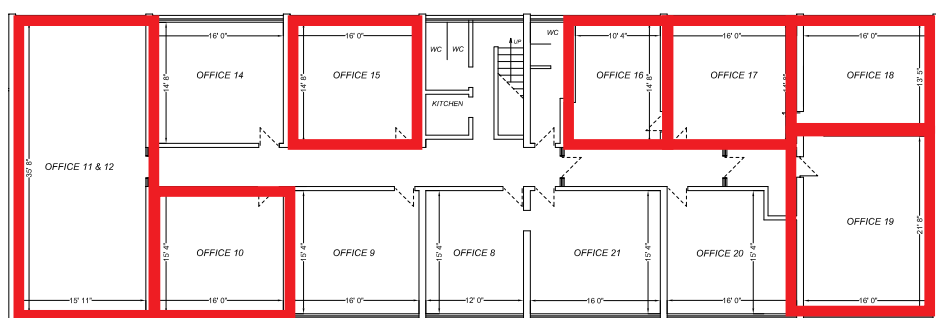 16' 0"
16' 0"
10' 4"
16' 0"
16' 0"
WC
WC
WC
UP
OFFICE 14
OFFICE 15
OFFICE 16
OFFICE 17
OFFICE 18
14' 8"
14' 8"
14' 8"
13' 5"
KITCHEN
OFFICE 11 & 12
35' 8"
OFFICE 19
21' 8"
OFFICE 10
OFFICE 9
OFFICE 8
OFFICE 21
OFFICE 20
15' 4"
15' 4"
15' 4"
15' 4"
15' 4"
15' 11"
16' 0"
16' 0"
12' 0"
16 0"
16' 0"
16' 0"